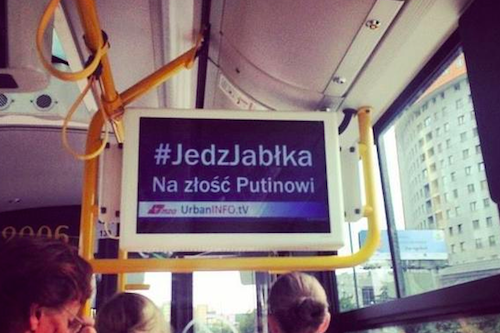 #JedzJabłka
Na złość Putinowi
UrbanINFO.tV